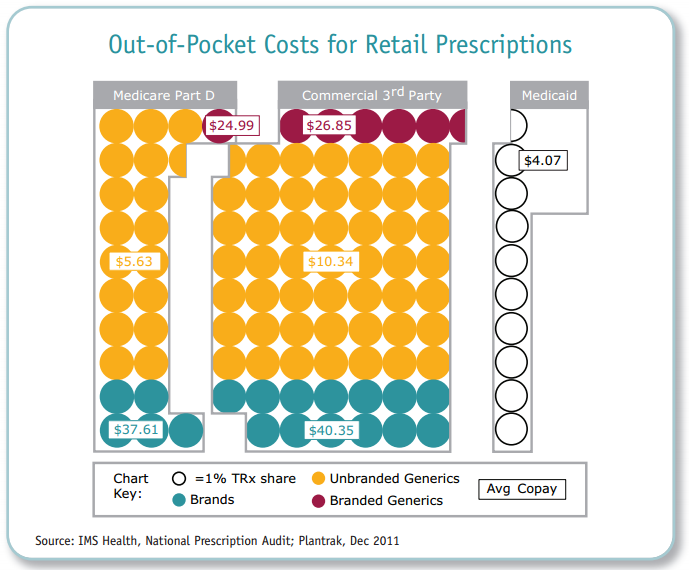 Out-of-Pocket Costs for Retail Prescriptions
Medicare Part D
Commercial 3rd Party
Medicaid
$24.99
$26.85
$4.07
$5.63
$10.34
$37.61
$40.35
Chart Key:
=1% TRx share
Unbranded Generics
Brands
Branded Generics
Avg Copay
Source: IMS Health, National Prescription Audit; Plantrak, Dec 2011